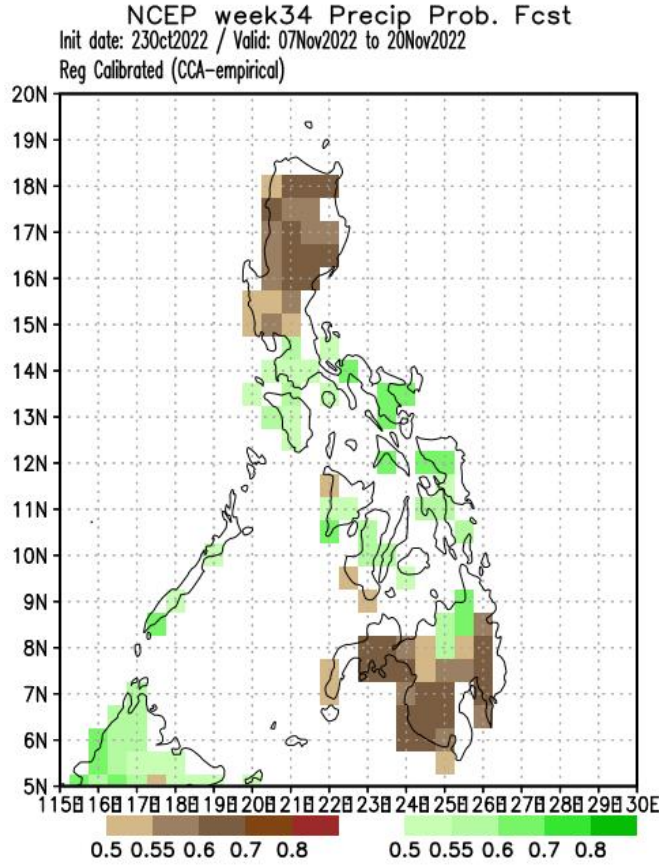 NCEP week34 Precip Prob. Fcst
Init date: 23Oct2022 / Valid: 07Nov2022 to 20Nov2022
Reg Calibrated (CCA-empirical)
20N
19N
18N
17N
16N
15N
14N
13N
12N
11N
10N
9N
8N
7N
6N
5N
115E 116E 117E 118E 119E 120E 121E 122E 123E 124E 125E 126E 127E 128E 129E 130E
0.5 0.55 0.6 0.7 0.8 0.5 0.55 0.6 0.7 0.8